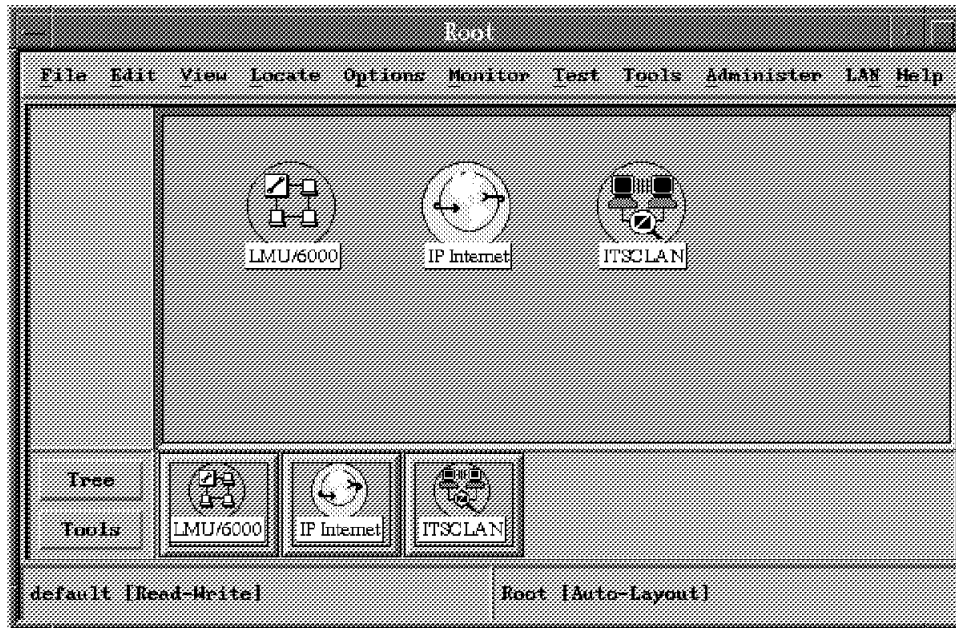 Root
File Edit View Locate Options Monitor Test Tools Administer LAN Help
LMU/6000 IP Internet ITSCLAN
Tree
LMU/6000 IP Internet ITSCLAN
Tools
default [Read-Write] Root [Auto-Layout]